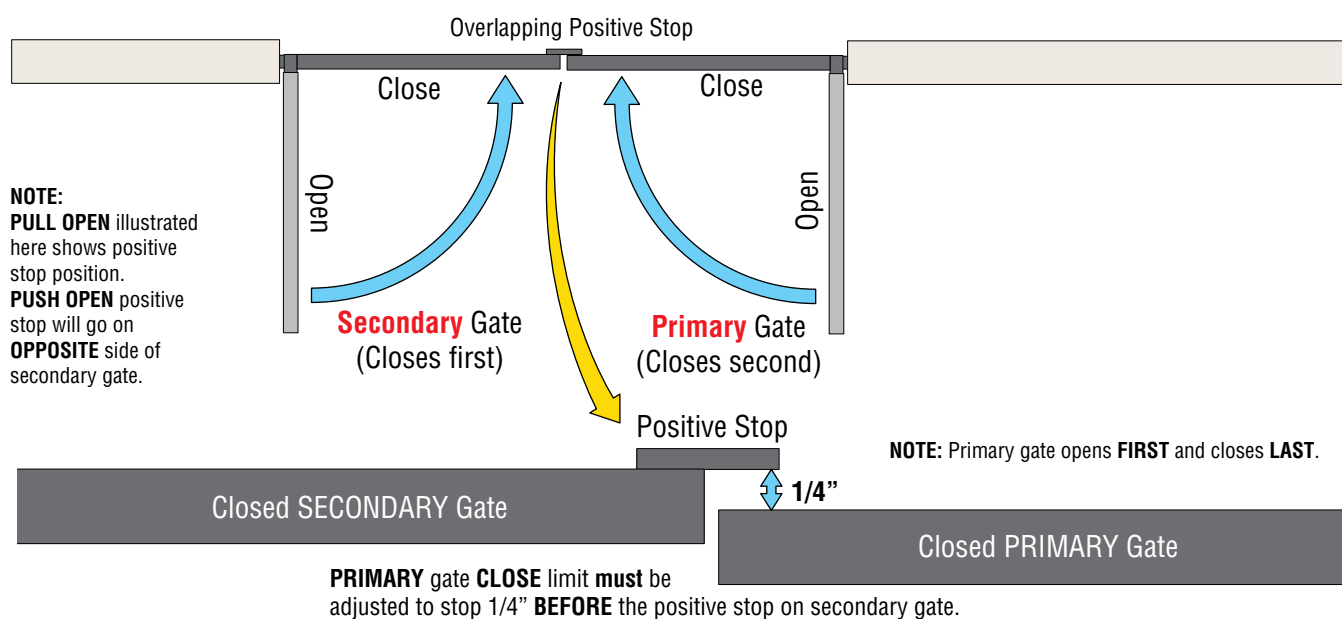 Overlapping Positive Stop
Close
Close
Open
Open
NOTE:
PULL OPEN illustrated
here shows positive
stop position.
PUSH OPEN positive
stop will go on
OPPOSITE side of
secondary gate.
Secondary Gate
(Closes first)
Primary Gate
(Closes second)
Positive Stop
NOTE: Primary gate opens FIRST and closes LAST.
1/4”
Closed SECONDARY Gate
Closed PRIMARY Gate
PRIMARY gate CLOSE limit must be
adjusted to stop 1/4” BEFORE the positive stop on secondary gate.